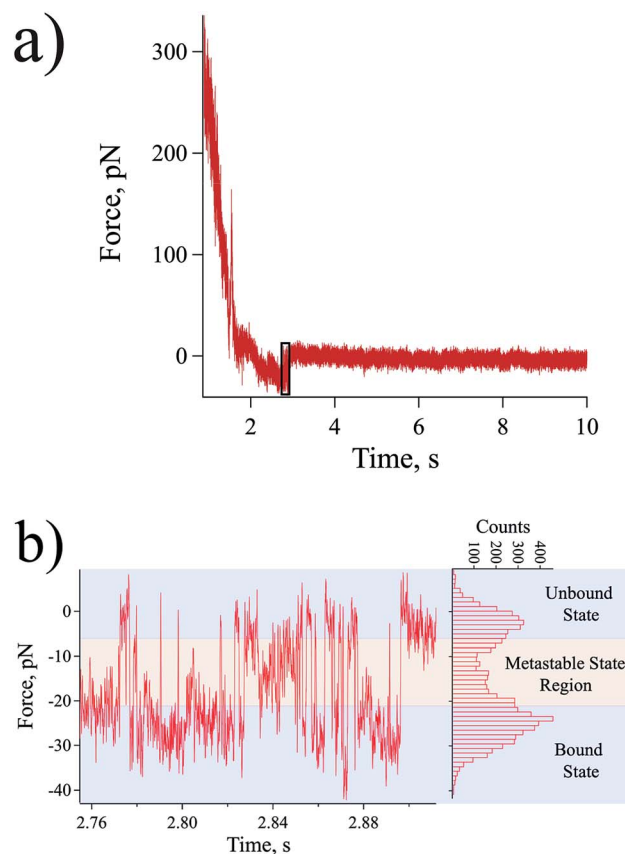 a)
300
200
100
0
Force, pN
2 4 6 8 10
Time, s
b)
Counts
100 200 300 400
0
-10
-20
-30
-40
Force, pN
Unbound
State
Metastable State
Region
Bound
State
2.76 2.80 2.84 2.88
Time, s